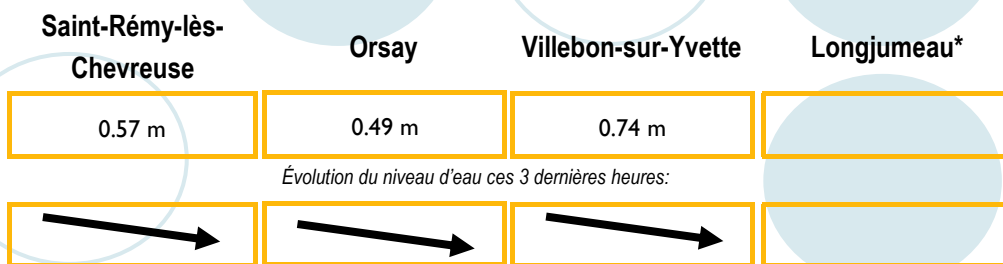 Saint-Rémy-lès-
Chevreuse
Orsay
Villebon-sur-Yvette
Longjumeau*
0.57 m
0.49 m
0.74 m
Évolution du niveau d'eau ces 3 dernières heures: